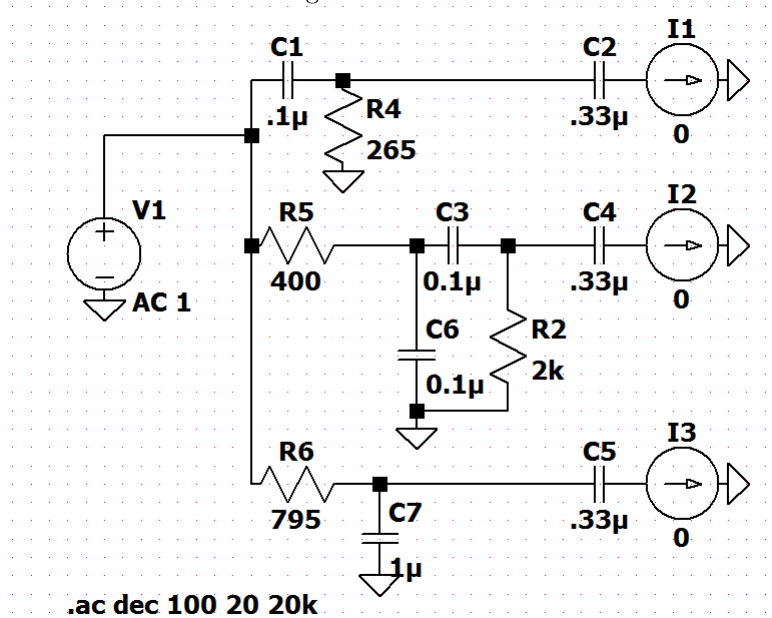 I1
C1
C2
R4
.1µ
.33µ
265
0
I2
V1
R5
C3
C4
400
0.1µ
.33µ
AC 1
0
C6
R2
0.1µ
2k
I3
R6
C5
C7
795
.33µ
0
1µ
.ac dec 100 20 20k